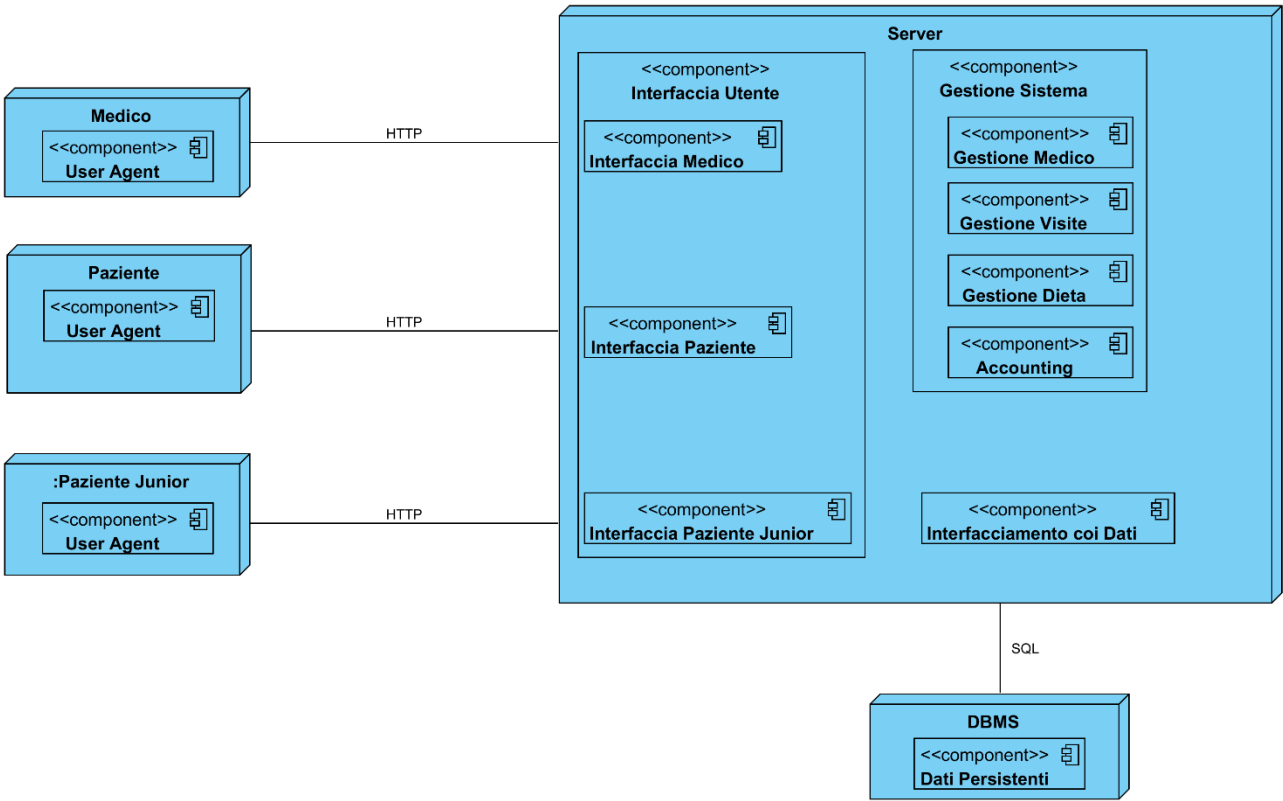 Medico
<<component>>
User Agent
HTTP
Paziente
<<component>>
User Agent
HTTP
:Paziente Junior
<<component>>
User Agent
HTTP
Server
<<component>>
Interfaccia Utente
<<component>>
Interfaccia Medico
<<component>>
Interfaccia Paziente
<<component>>
Interfaccia Paziente Junior
<<component>>
Gestione Sistema
<<component>>
Gestione Medico
<<component>>
Gestione Visite
<<component>>
Gestione Dieta
<<component>>
Accounting
<<component>>
Interfacciamento coi Dati
SQL
DBMS
<<component>>
Dati Persistenti